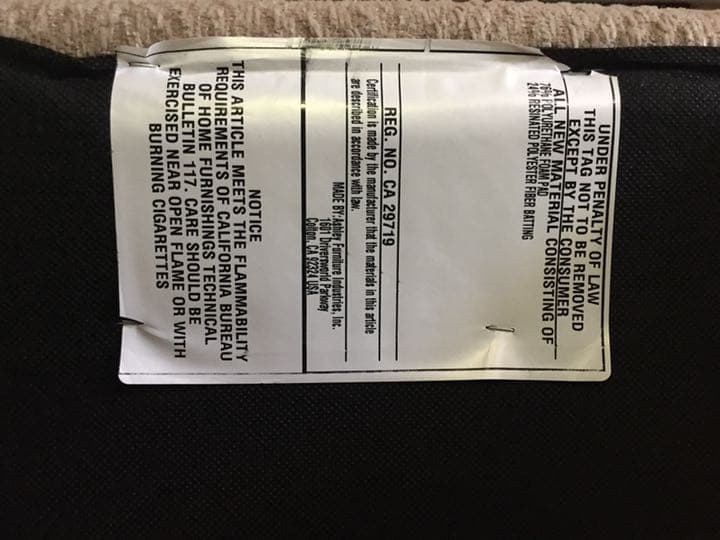 UNDER PENALTY OF LAW
THIS TAG NOT TO BE REMOVED
EXCEPT BY THE CONSUMER
ALL NEW MATERIAL CONSISTING OF
76% POLYURETHANE FOAM PAD
24% RESINATED POLYESTER FIBER BATTING
REG. NO. CA 29719
Certification is made by the manufacturer that the materials in this article
are described in accordance with law.
MADE BY: Ashley Furniture Industries, Inc.
1601 Driversworld Parkway
Colton, CA 92324 USA
NOTICE
THIS ARTICLE MEETS THE FLAMMABILITY
REQUIREMENTS OF CALIFORNIA BUREAU
OF HOME FURNISHINGS TECHNICAL
BULLETIN 117. CARE SHOULD BE
EXERCISED NEAR OPEN FLAME OR WITH
BURNING CIGARETTES